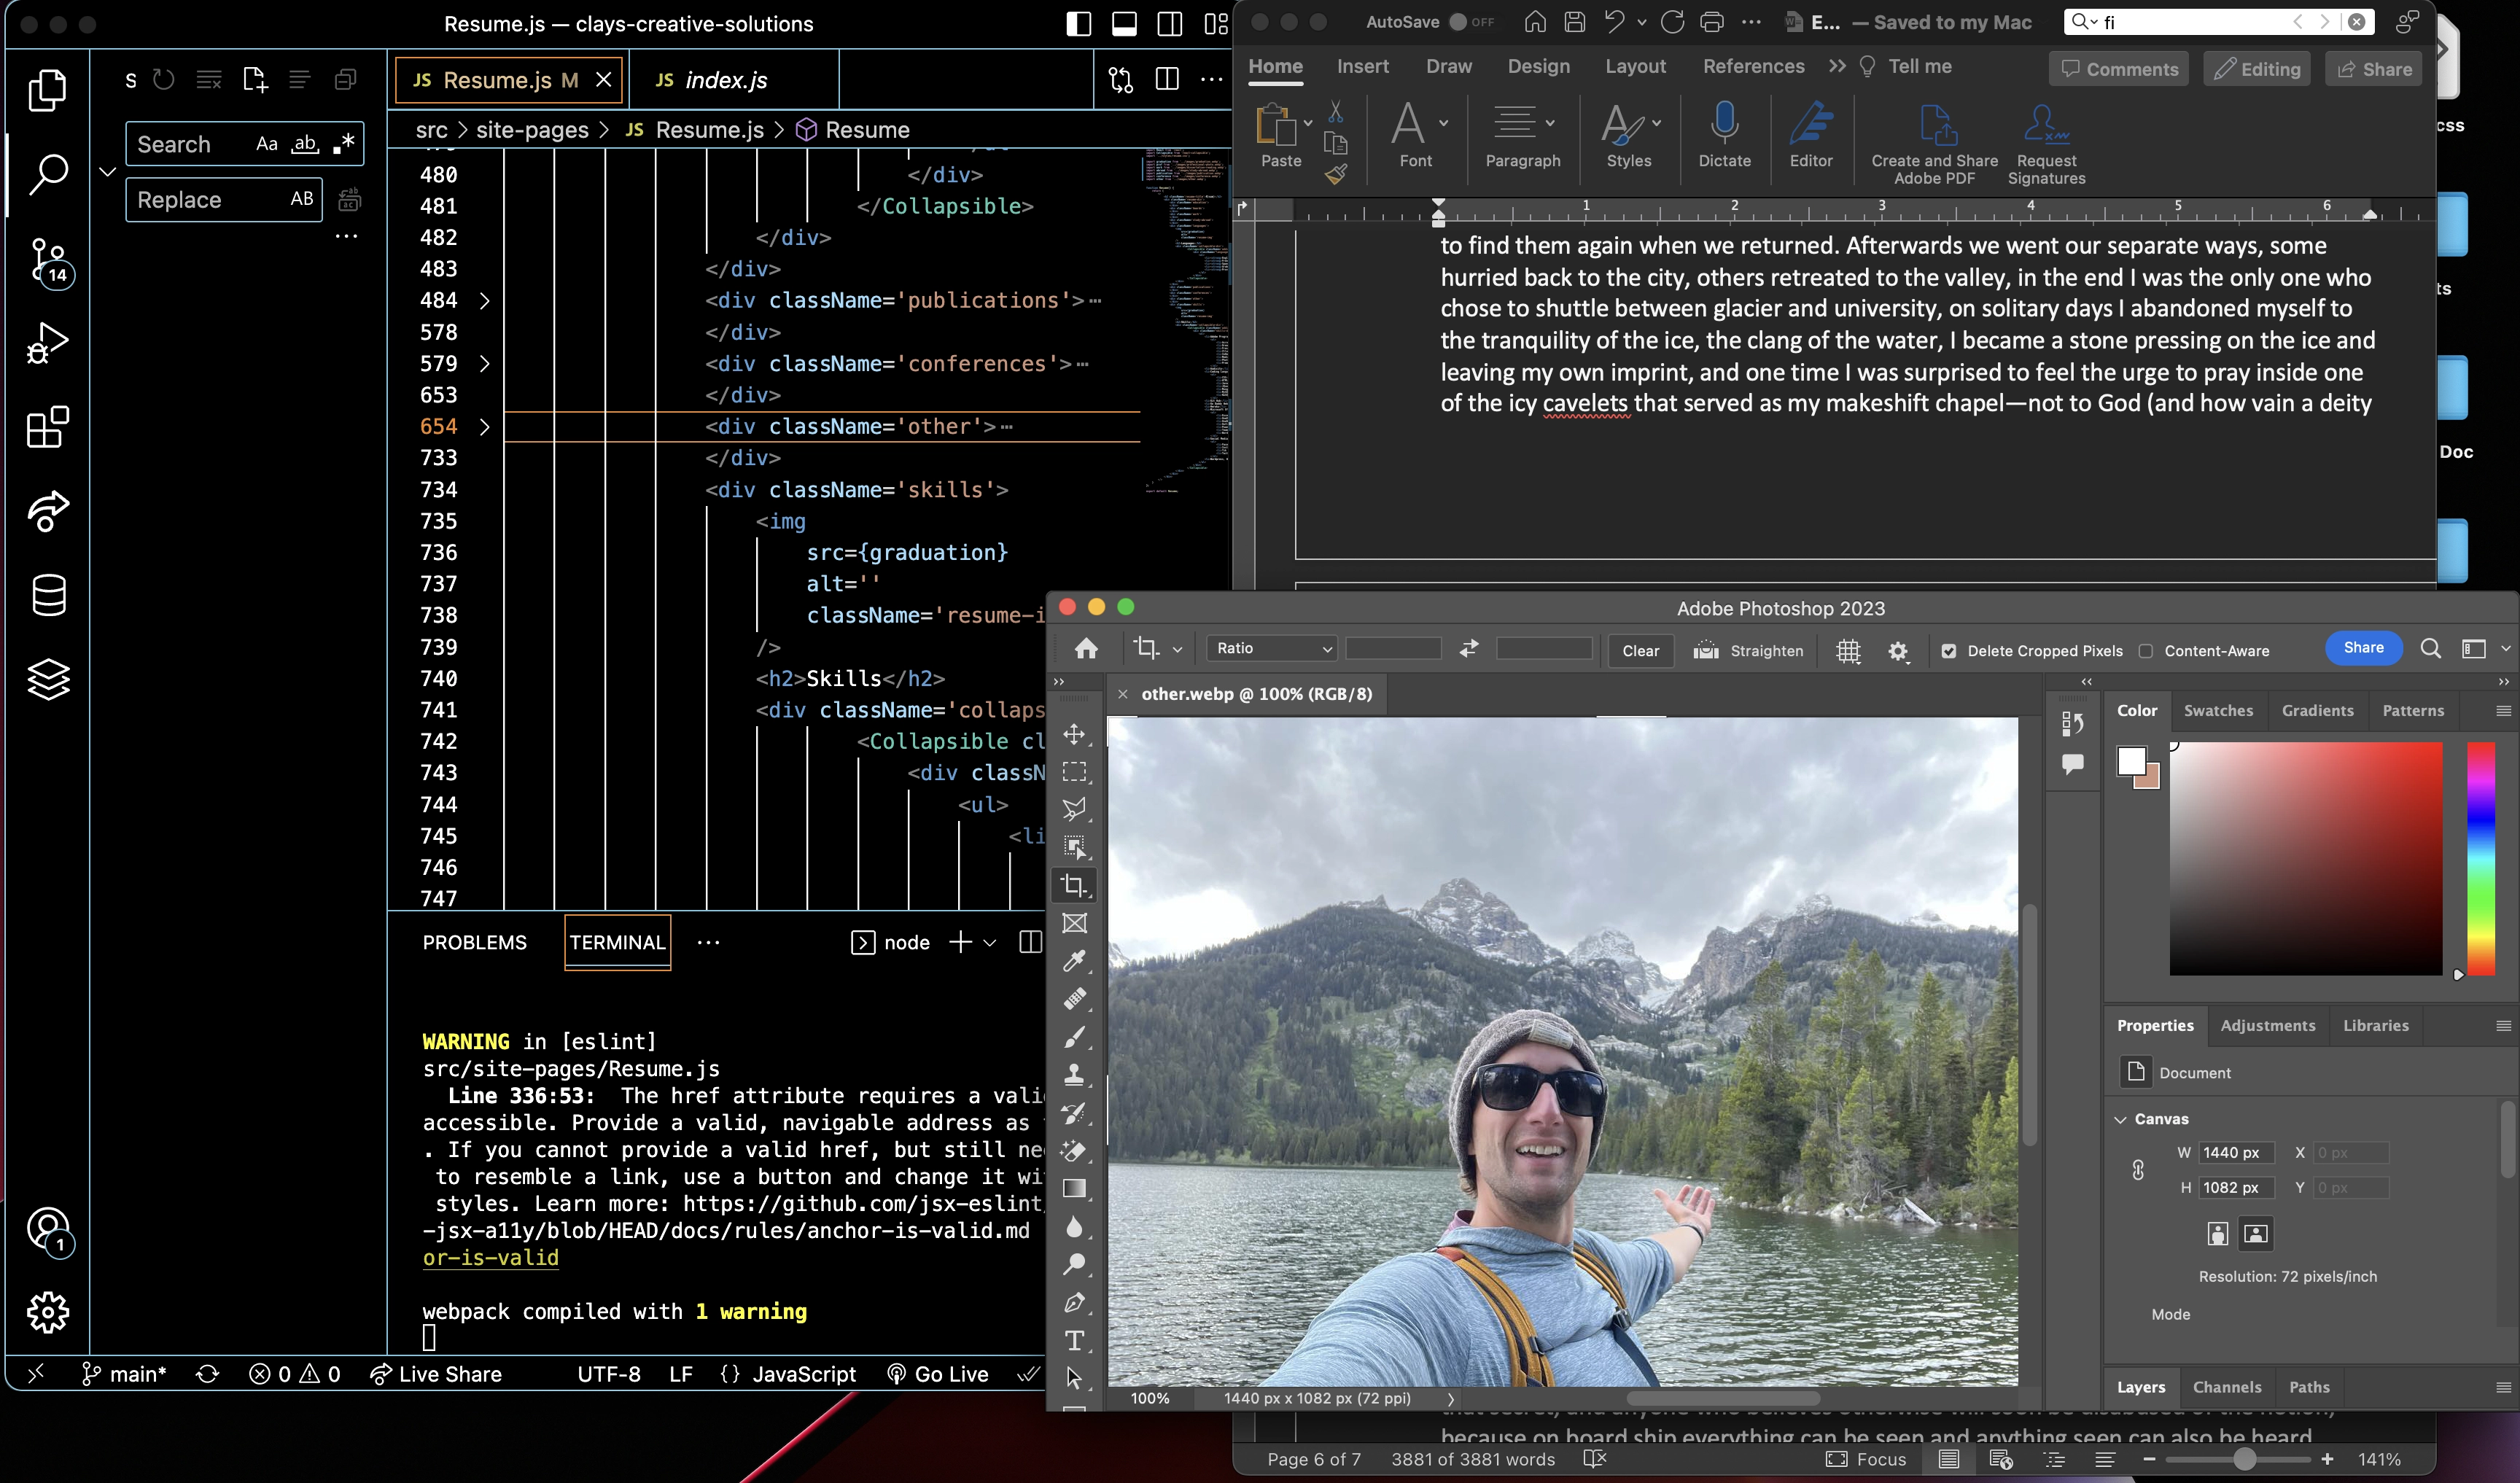 Resume.js — clays-creative-solutions
S
Search Aa ab .*
Replace AB
14
1
JS Resume.js M
JS index.js
src > site-pages > JS Resume.js > Resume
480 </div>
481 </Collapsible>
482 </div>
483 </div>
484 <div className='publications'>
578 </div>
579 <div className='conferences'>
653 </div>
654 <div className='other'>
733 </div>
734 <div className='skills'>
735 <img
736 src={graduation}
737 alt=''
738 className='resume-i
739 />
740 <h2>Skills</h2>
741 <div className='collaps
742 <Collapsible cl
743 <div classN
744 <ul>
745 <li
746
747
PROBLEMS TERMINAL ··· node
WARNING in [eslint]
src/site-pages/Resume.js
Line 336:53: The href attribute requires a vali
accessible. Provide a valid, navigable address as
. If you cannot provide a valid href, but still ne
to resemble a link, use a button and change it wi
styles. Learn more: https://github.com/jsx-eslint
-jsx-a11y/blob/HEAD/docs/rules/anchor-is-valid.md
or-is-valid
webpack compiled with 1 warning
main* 0 0 Live Share UTF-8 LF {} JavaScript Go Live
AutoSave OFF E... — Saved to my Mac fi
Home Insert Draw Design Layout References Tell me Comments Editing Share
Paste Font Paragraph Styles Dictate Editor Create and Share Adobe PDF Request Signatures
1 2 3 4 5 6
to find them again when we returned. Afterwards we went our separate ways, some
hurried back to the city, others retreated to the valley, in the end I was the only one who
chose to shuttle between glacier and university, on solitary days I abandoned myself to
the tranquility of the ice, the clang of the water, I became a stone pressing on the ice and
leaving my own imprint, and one time I was surprised to feel the urge to pray inside one
of the icy cavelets that served as my makeshift chapel—not to God (and how vain a deity
Adobe Photoshop 2023
Ratio Clear Straighten Delete Cropped Pixels Content-Aware Share
other.webp @ 100% (RGB/8)
Color Swatches Gradients Patterns
Properties Adjustments Libraries
Document
Canvas
W 1440 px X 0 px
H 1082 px Y 0 px
Resolution: 72 pixels/inch
Mode
Layers Channels Paths
100% 1440 px x 1082 px (72 ppi)
because on board ship everything can be seen and anything seen can also be heard
Page 6 of 7 3881 of 3881 words Focus 141%
css
ts
Doc